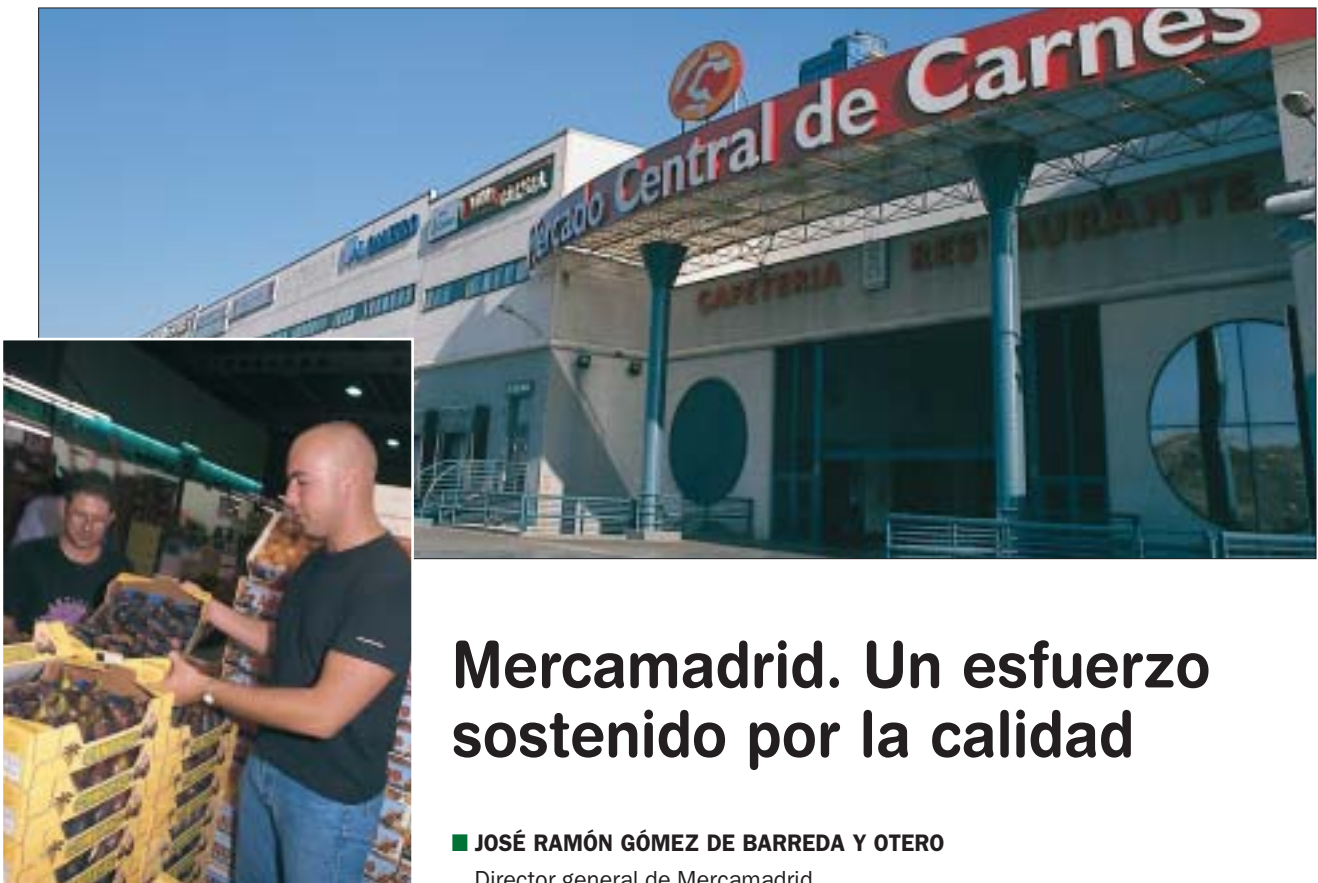 Mercado Central de Carnes
CAFETERIA
RESTAURANTE
Mercamadrid. Un esfuerzo
sostenido por la calidad
JOSÉ RAMÓN GÓMEZ DE BARREDA Y OTERO
Director general de Mercamadrid